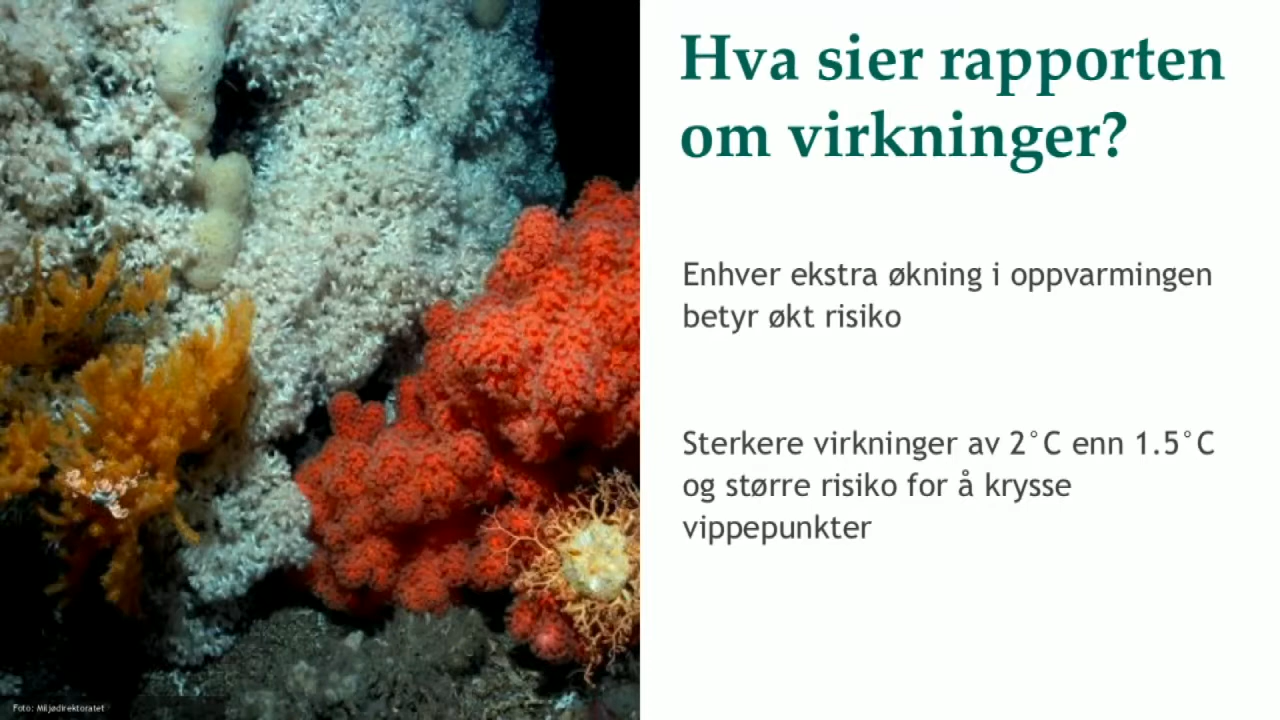 Hva sier rapporten
om virkninger?
Enhver ekstra økning i oppvarmingen
betyr økt risiko
Sterkere virkninger av 2°C enn 1.5°C
og større risiko for å krysse
vippepunkter
Foto: Miljødirektoratet